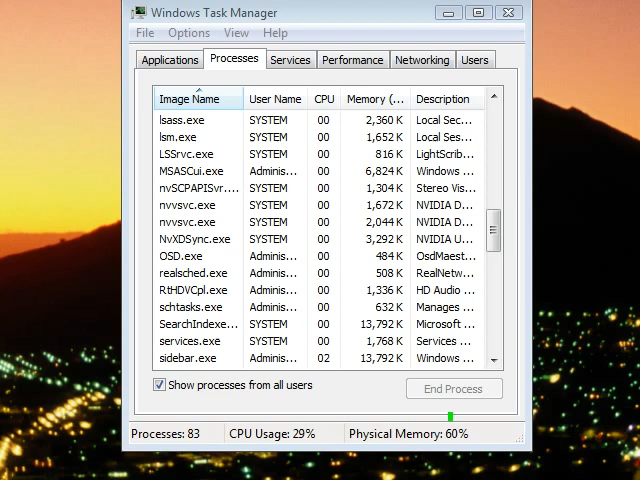 Windows Task Manager
File Options View Help
Applications Processes Services Performance Networking Users
Image Name User Name CPU Memory (... Description
lsass.exe SYSTEM 00 2,360 K Local Sec...
lsm.exe SYSTEM 00 1,652 K Local Ses...
LSSrvc.exe SYSTEM 00 816 K LightScrib...
MSASCui.exe Adminis... 00 6,824 K Windows ...
nvSCPAPISvr.... SYSTEM 00 1,304 K Stereo Vis...
nvvsvc.exe SYSTEM 00 1,672 K NVIDIA D...
nvvsvc.exe SYSTEM 00 2,044 K NVIDIA D...
NvXDSync.exe SYSTEM 00 3,292 K NVIDIA U...
OSD.exe Adminis... 00 484 K OsdMaest...
realsched.exe Adminis... 00 508 K RealNetw...
RtHDVCpl.exe Adminis... 00 1,336 K HD Audio ...
schtasks.exe Adminis... 00 632 K Manages ...
SearchIndexe... SYSTEM 00 13,792 K Microsoft ...
services.exe SYSTEM 00 1,768 K Services ...
sidebar.exe Adminis... 02 13,792 K Windows ...
Show processes from all users End Process
Processes: 83 CPU Usage: 29% Physical Memory: 60%